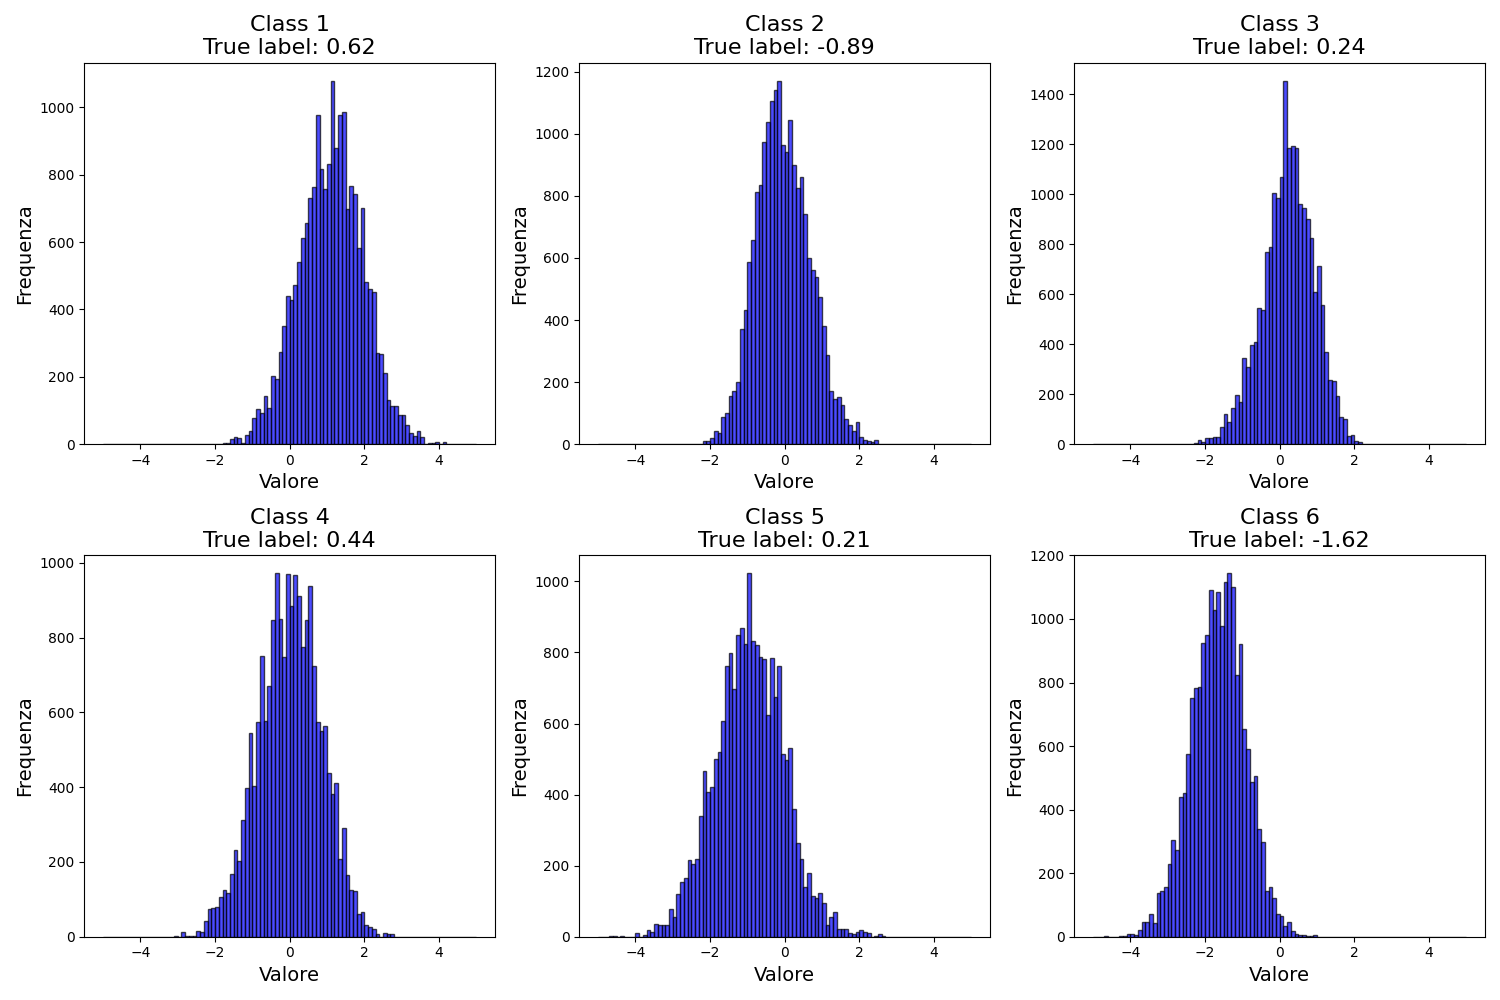 Class 1
True label: 0.62
Class 2
True label: -0.89
Class 3
True label: 0.24
Frequenza
1000
800
600
400
200
0
−4 −2 0 2 4
Valore
Frequenza
1200
1000
800
600
400
200
0
−4 −2 0 2 4
Valore
Frequenza
1400
1200
1000
800
600
400
200
0
−4 −2 0 2 4
Valore
Class 4
True label: 0.44
Class 5
True label: 0.21
Class 6
True label: -1.62
Frequenza
1000
800
600
400
200
0
−4 −2 0 2 4
Valore
Frequenza
1000
800
600
400
200
0
−4 −2 0 2 4
Valore
Frequenza
1200
1000
800
600
400
200
0
−4 −2 0 2 4
Valore